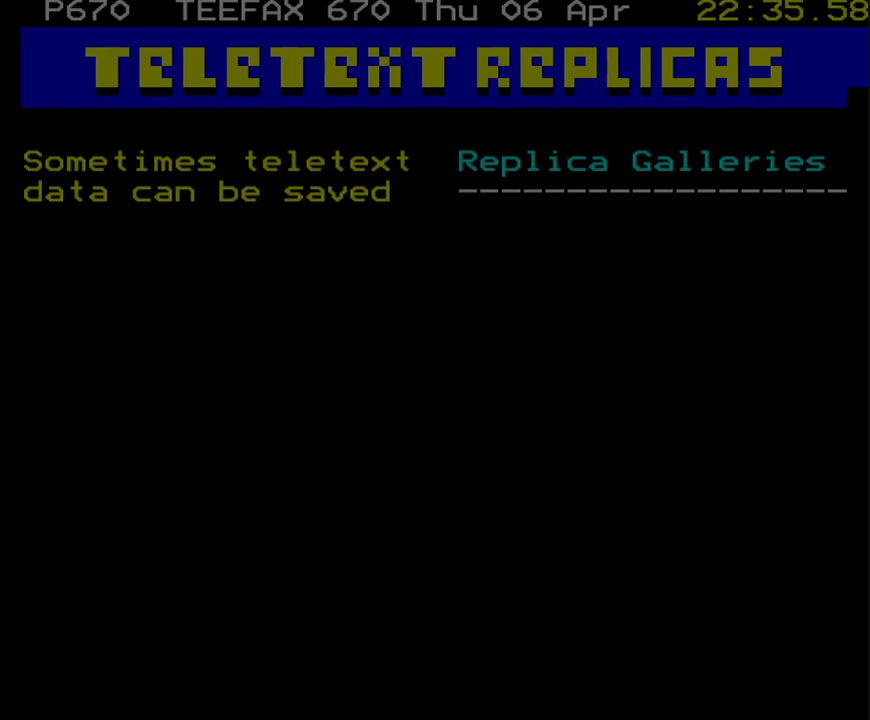 P670 TEEFAX 670 Thu 06 Apr 22:35.58
TELETEXT REPLICAS
Sometimes teletext
data can be saved
Replica Galleries
------------------